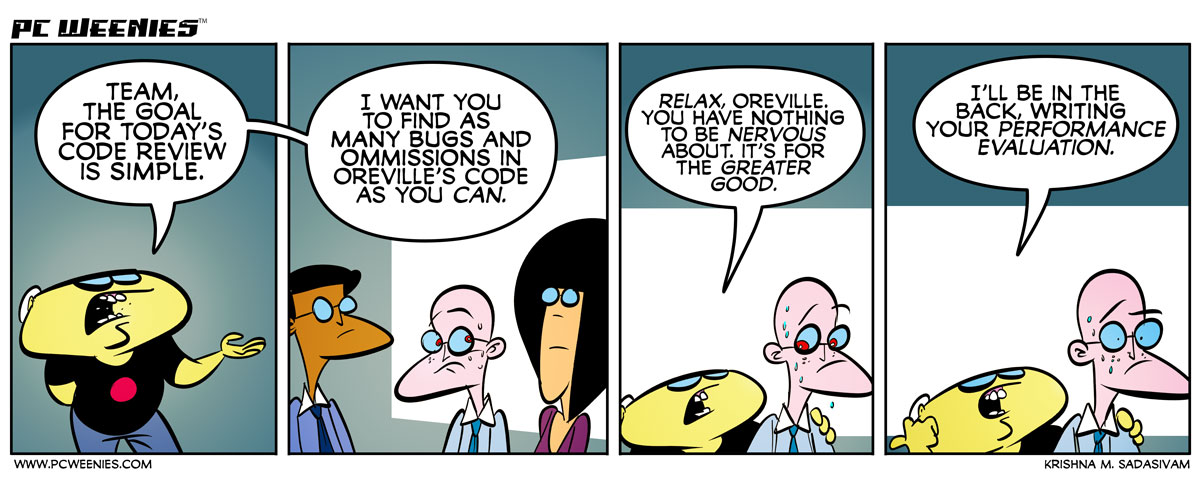 PC WEENIES™
TEAM,
THE GOAL
FOR TODAY'S
CODE REVIEW
IS SIMPLE.
I WANT YOU
TO FIND AS
MANY BUGS AND
OMMISSIONS IN
OREVILLE'S CODE
AS YOU CAN.
RELAX, OREVILLE.
YOU HAVE NOTHING
TO BE NERVOUS
ABOUT. IT'S FOR
THE GREATER
GOOD.
I'LL BE IN THE
BACK, WRITING
YOUR PERFORMANCE
EVALUATION.
WWW.PCWEENIES.COM
KRISHNA M. SADASIVAM